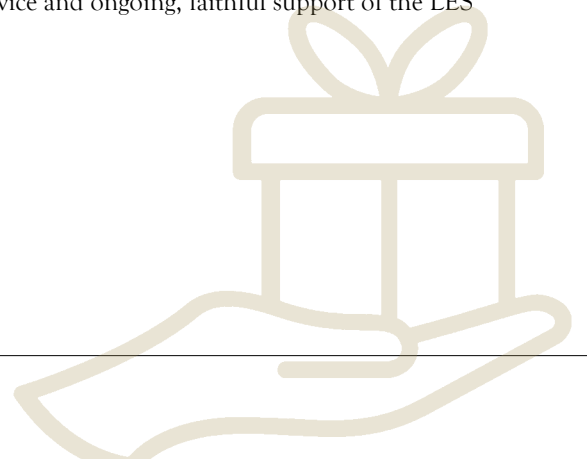 vice and ongoing, faithful support of the LES